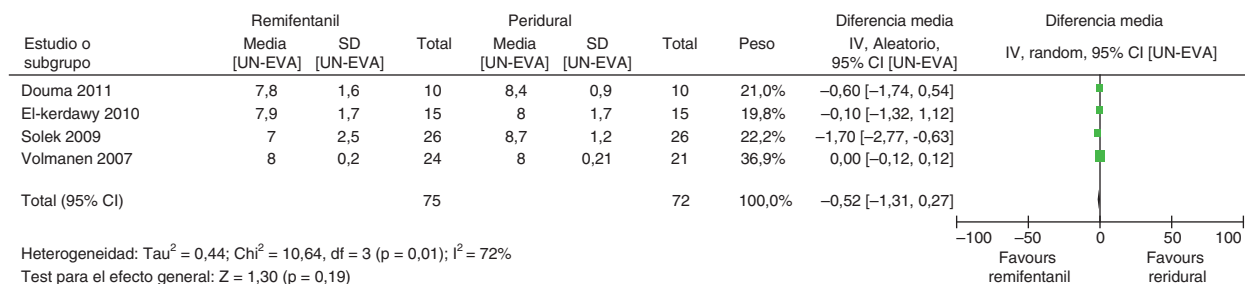 Remifentanil Peridural Diferencia media Diferencia media
Estudio o subgrupo Media [UN-EVA] SD [UN-EVA] Total Media [UN-EVA] SD [UN-EVA] Total Peso IV, Aleatorio, 95% CI [UN-EVA] IV, random, 95% CI [UN-EVA]
Douma 2011 7,8 1,6 10 8,4 0,9 10 21,0% –0,60 [–1,74, 0,54]
El-kerdawy 2010 7,9 1,7 15 8 1,7 15 19,8% –0,10 [–1,32, 1,12]
Solek 2009 7 2,5 26 8,7 1,2 26 22,2% –1,70 [–2,77, -0,63]
Volmanen 2007 8 0,2 24 8 0,21 21 36,9% 0,00 [–0,12, 0,12]
Total (95% CI) 75 72 100,0% –0,52 [–1,31, 0,27]
–100 –50 0 50 100
Favours remifentanil Favours reridural
Heterogeneidad: Tau² = 0,44; Chi² = 10,64, df = 3 (p = 0,01); I² = 72%
Test para el efecto general: Z = 1,30 (p = 0,19)